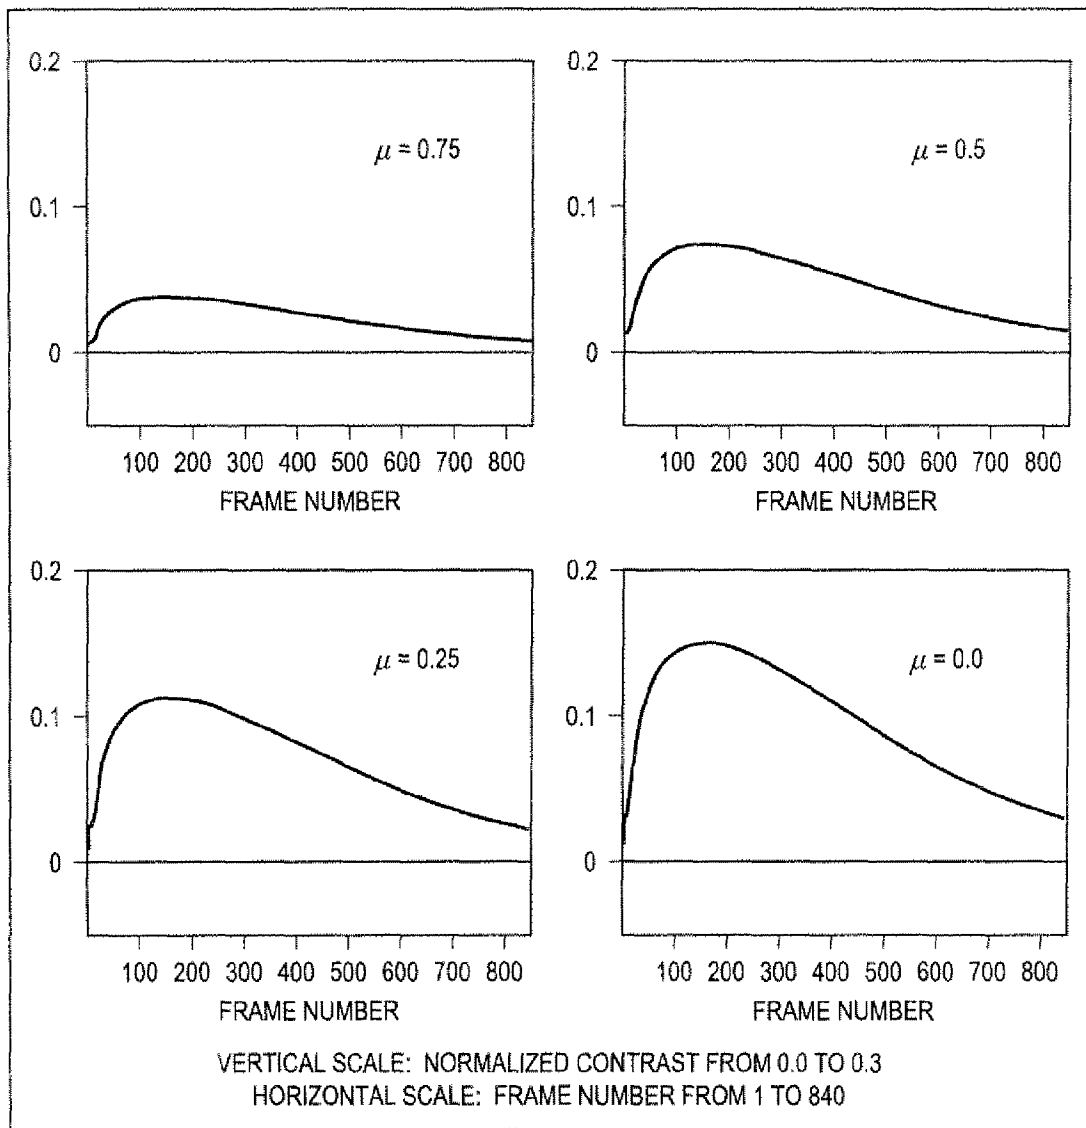 0.2
μ = 0.75
0.1
0
100 200 300 400 500 600 700 800
FRAME NUMBER
0.2
μ = 0.5
0.1
0
100 200 300 400 500 600 700 800
FRAME NUMBER
0.2
μ = 0.25
0.1
0
100 200 300 400 500 600 700 800
FRAME NUMBER
0.2
μ = 0.0
0.1
0
100 200 300 400 500 600 700 800
FRAME NUMBER
VERTICAL SCALE: NORMALIZED CONTRAST FROM 0.0 TO 0.3
HORIZONTAL SCALE: FRAME NUMBER FROM 1 TO 840